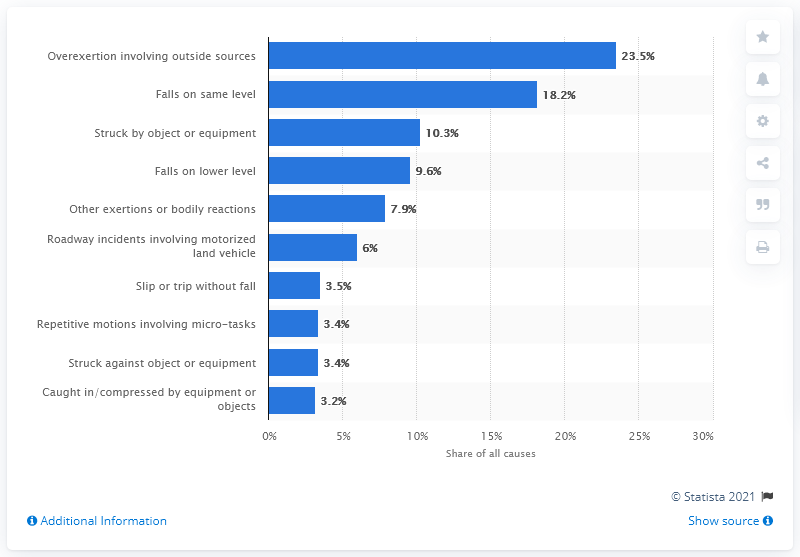 Overexertion involving outside sources 23.5%
Falls on same level 18.2%
Struck by object or equipment 10.3%
Falls on lower level 9.6%
Other exertions or bodily reactions 7.9%
Roadway incidents involving motorized
land vehicle 6%
Slip or trip without fall 3.5%
Repetitive motions involving micro-tasks 3.4%
Struck against object or equipment 3.4%
Caught in/compressed by equipment or
objects 3.2%
0% 5% 10% 15% 20% 25% 30%
Share of all causes
© Statista 2021
Additional Information Show source